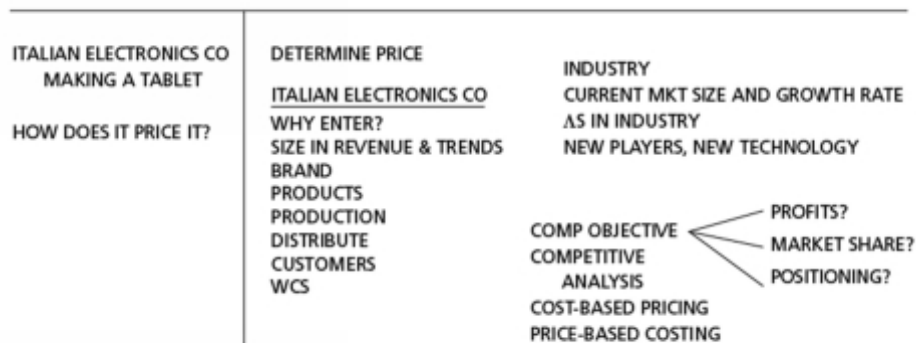 ITALIAN ELECTRONICS CO
MAKING A TABLET
HOW DOES IT PRICE IT?
DETERMINE PRICE
ITALIAN ELECTRONICS CO
WHY ENTER?
SIZE IN REVENUE & TRENDS
BRAND
PRODUCTS
PRODUCTION
DISTRIBUTE
CUSTOMERS
WCS
INDUSTRY
CURRENT MKT SIZE AND GROWTH RATE
ΛS IN INDUSTRY
NEW PLAYERS, NEW TECHNOLOGY
COMP OBJECTIVE
PROFITS?
MARKET SHARE?
POSITIONING?
COMPETITIVE
ANALYSIS
COST-BASED PRICING
PRICE-BASED COSTING